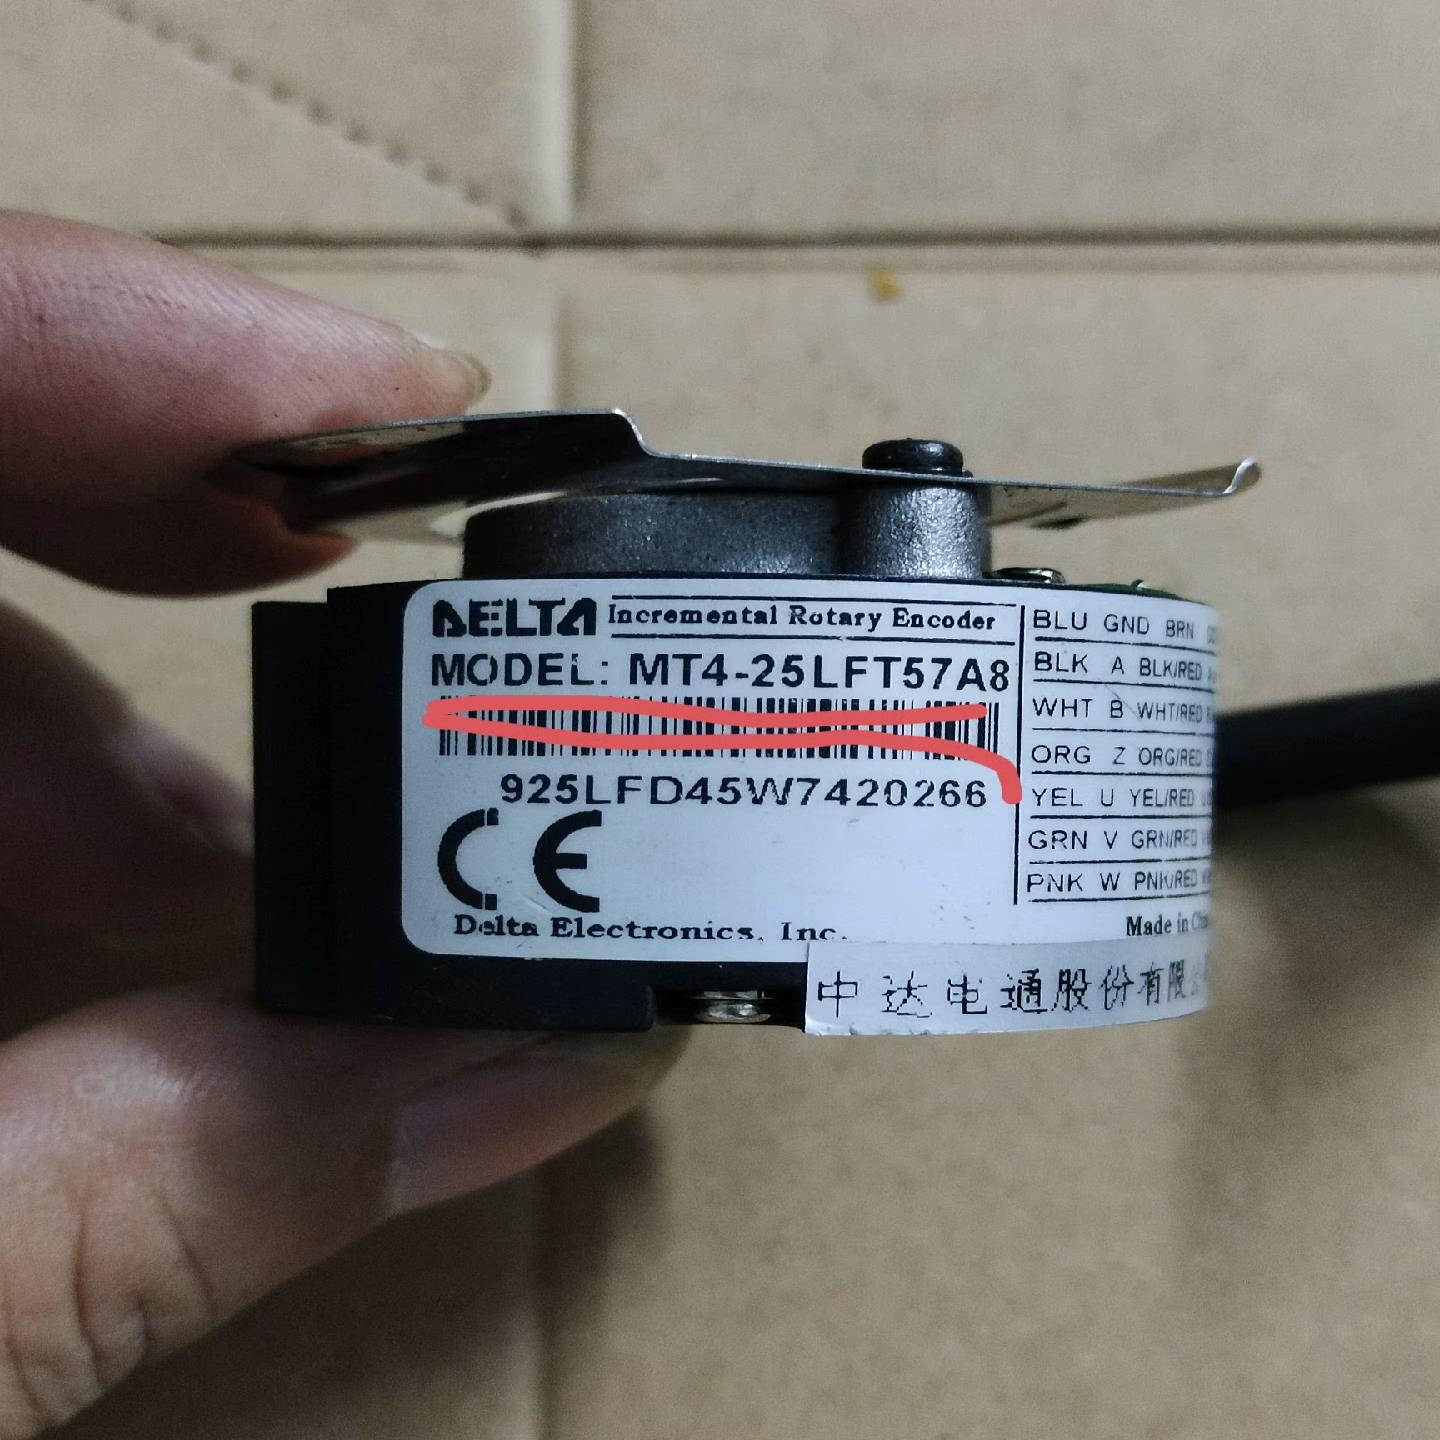 DELTA Incremental Rotary Encoder
MODEL: MT4-25LFT57A8
925LFD45W7420266
CE
Delta Electronics, Inc.
BLU GND BRN
BLK A BLK/RED
WHT B WHT/RED
ORG Z ORG/RED
YEL U YEL/RED
GRN V GRN/RED
PNK W PNK/RED
Made in
中达电通股份有限